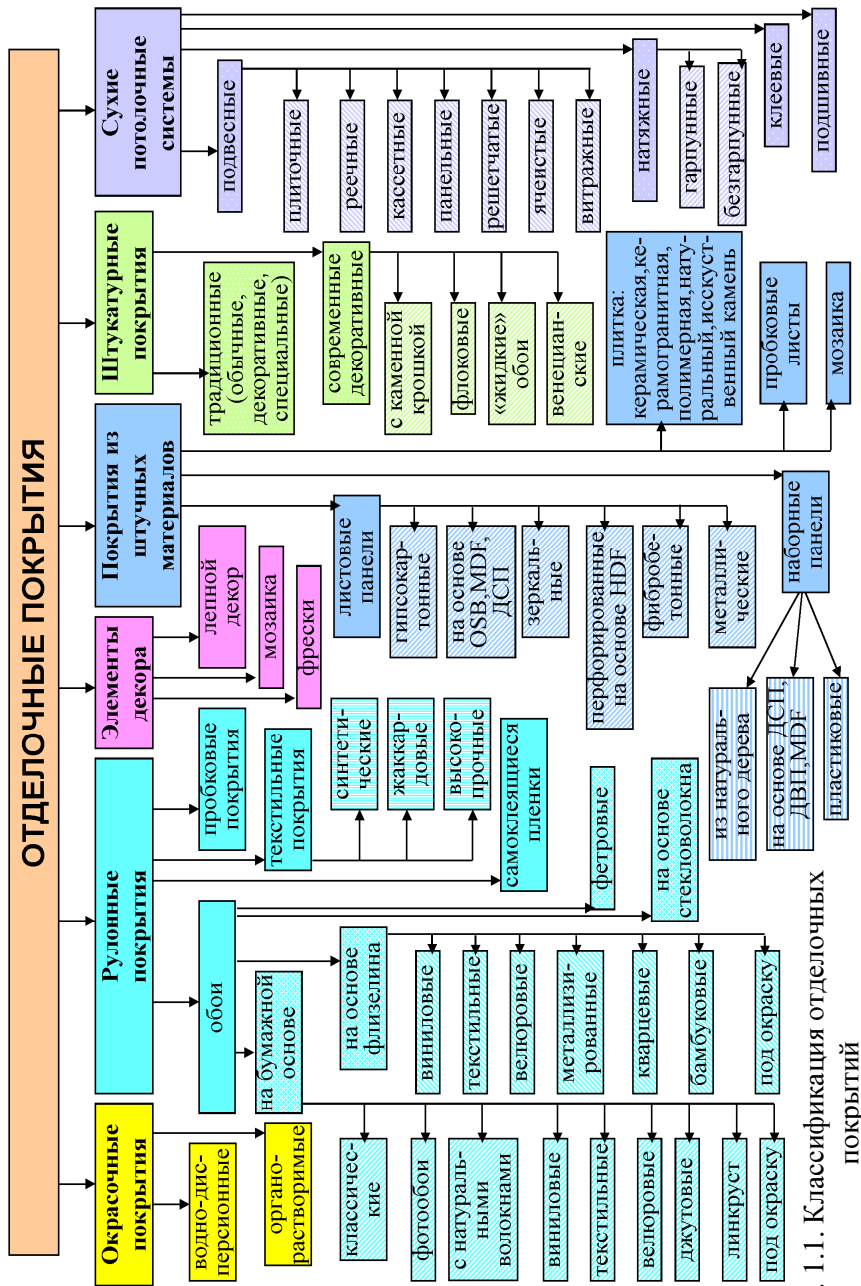 ОТДЕЛОЧНЫЕ ПОКРЫТИЯ
Окрасочные
покрытия
водно-дис-
персионные
органо-
растворимые
Рулонные
покрытия
обои
на бумажной
основе
классичес-
кие
фотообои
с натураль-
ными
волокнами
виниловые
текстильные
велюровые
джутовые
линкруст
под окраску
на основе
флизелина
виниловые
текстильные
велюровые
металлизи-
рованные
кварцевые
бамбуковые
под окраску
фетровые
на основе
стекловолокна
пробковые
покрытия
текстильные
покрытия
синтети-
ческие
жаккар-
довые
высоко-
прочные
самоклеящиеся
пленки
Элементы
декора
лепной
декор
мозаика
фрески
Покрытия из
штучных
материалов
листовые
панели
гипсокар-
тонные
на основе
OSB,MDF,
ДСП
зеркаль-
ные
перфорированные
на основе HDF
фибробе-
тонные
металли-
ческие
наборные
панели
из натураль-
ного дерева
на основе ДСП,
ДВП,MDF
пластиковые
плитка:
керамическая,ке-
рамогранитная,
полимерная,нату-
ральный,исскуст-
венный камень
пробковые
листы
мозаика
Штукатурные
покрытия
традиционные
(обычные,
декоративные,
специальные)
современные
декоративные
с каменной
крошкой
флоковые
«жидкие»
обои
венециан-
ские
Сухие
потолочные
системы
подвесные
плиточные
реечные
кассетные
панельные
решетчатые
ячеистые
витражные
натяжные
гарпунные
безгарпунные
клеевые
подшивные
. 1.1. Классификация отделочных
покрытий